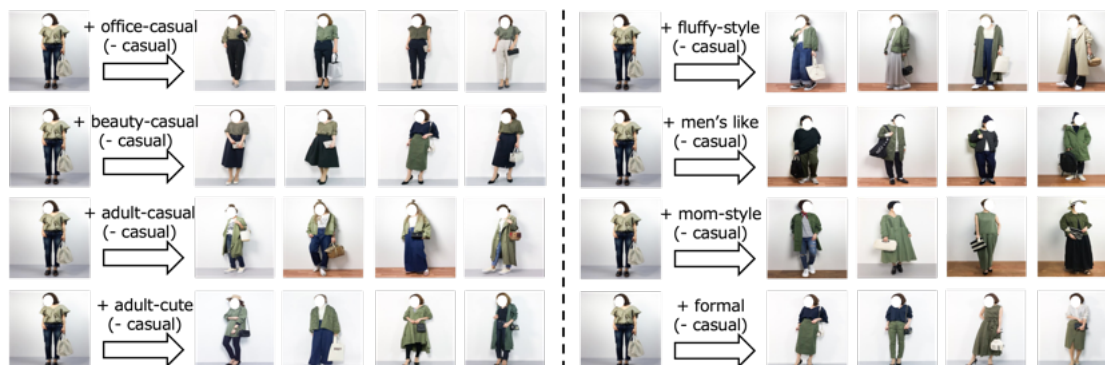 + office-casual
(- casual)
+ beauty-casual
(- casual)
+ adult-casual
(- casual)
+ adult-cute
(- casual)
+ fluffy-style
(- casual)
+ men's like
(- casual)
+ mom-style
(- casual)
+ formal
(- casual)